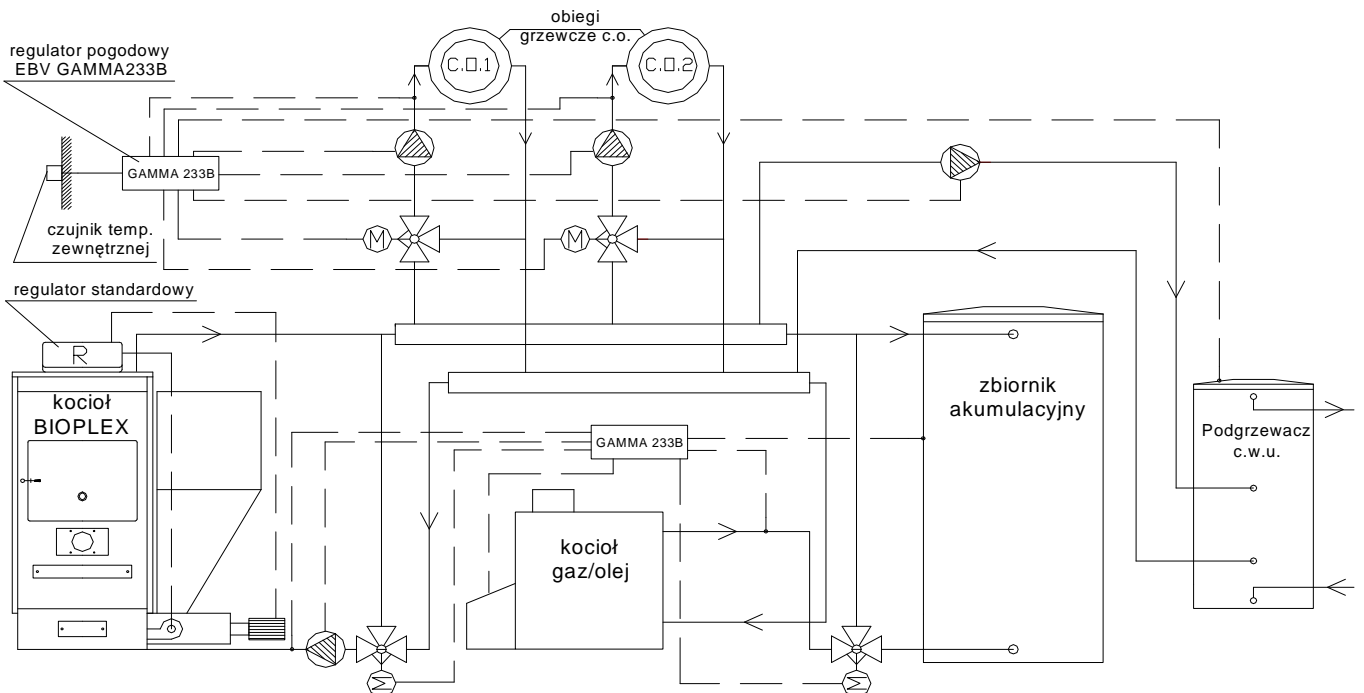 obiegi
grzewcze c.o.
regulator pogodowy
EBV GAMMA233B
C.O.1
C.O.2
GAMMA 233B
czujnik temp.
zewnętrznej
M
M
regulator standardowy
R
kocioł
BIOPLEX
zbiornik
akumulacyjny
Podgrzewacz
c.w.u.
GAMMA 233B
kocioł
gaz/olej
M
M